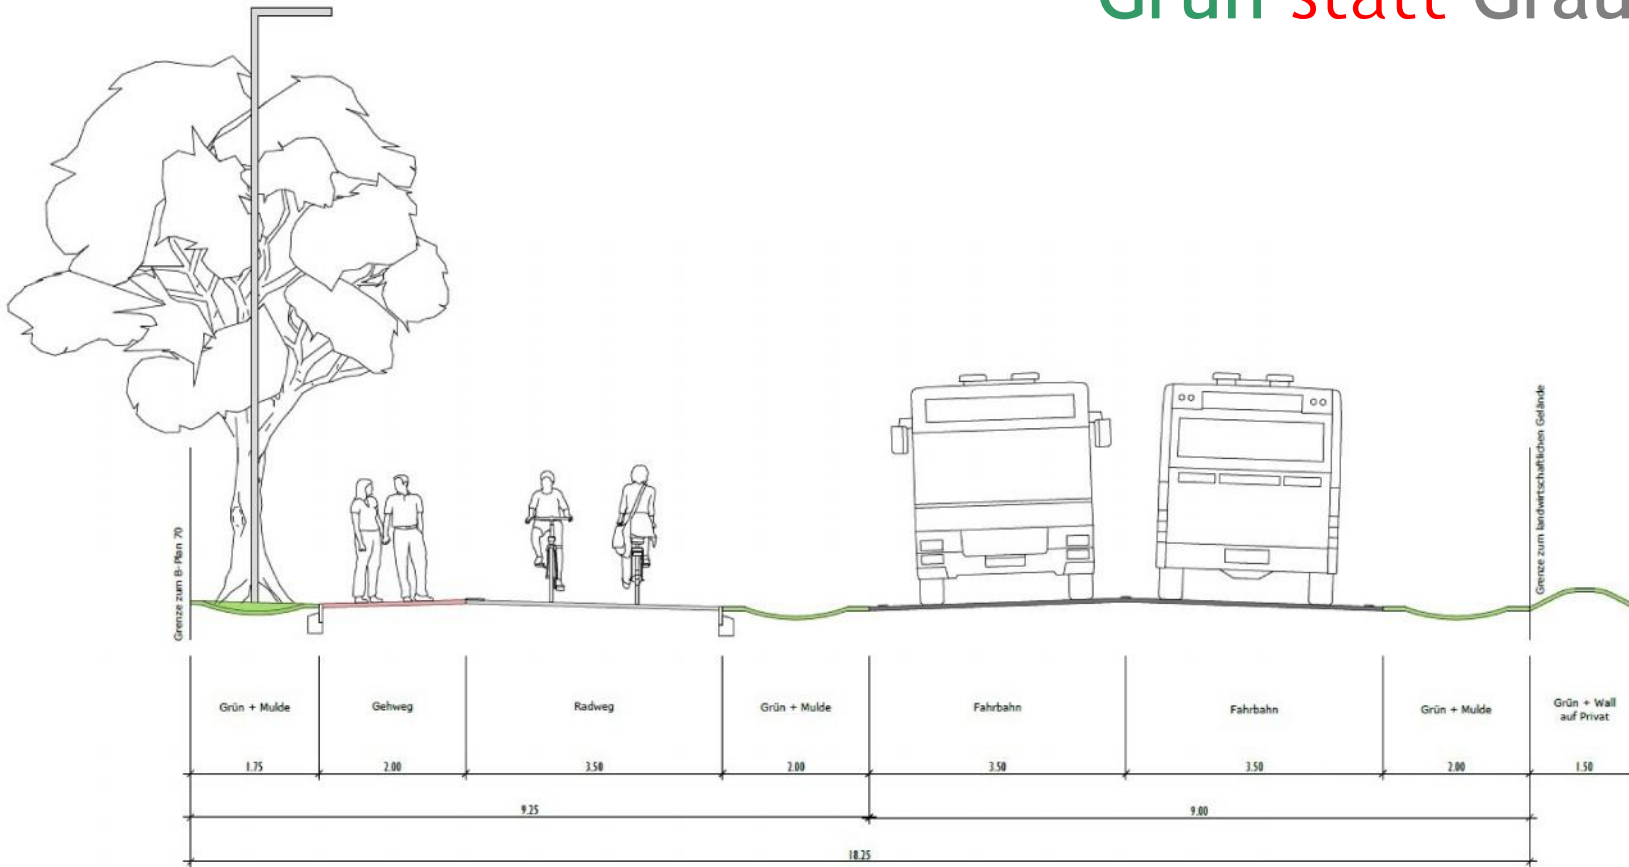 Grün statt Grau
Grenze zum B-Plan 70
Grenze zum landwirtschaftlichen Gelände
Grün + Mulde
Gehweg
Radweg
Grün + Mulde
Fahrbahn
Fahrbahn
Grün + Mulde
Grün + Wall
auf Privat
1.75
2.00
3.50
2.00
3.50
3.50
2.00
1.50
9.25
9.00
18.25